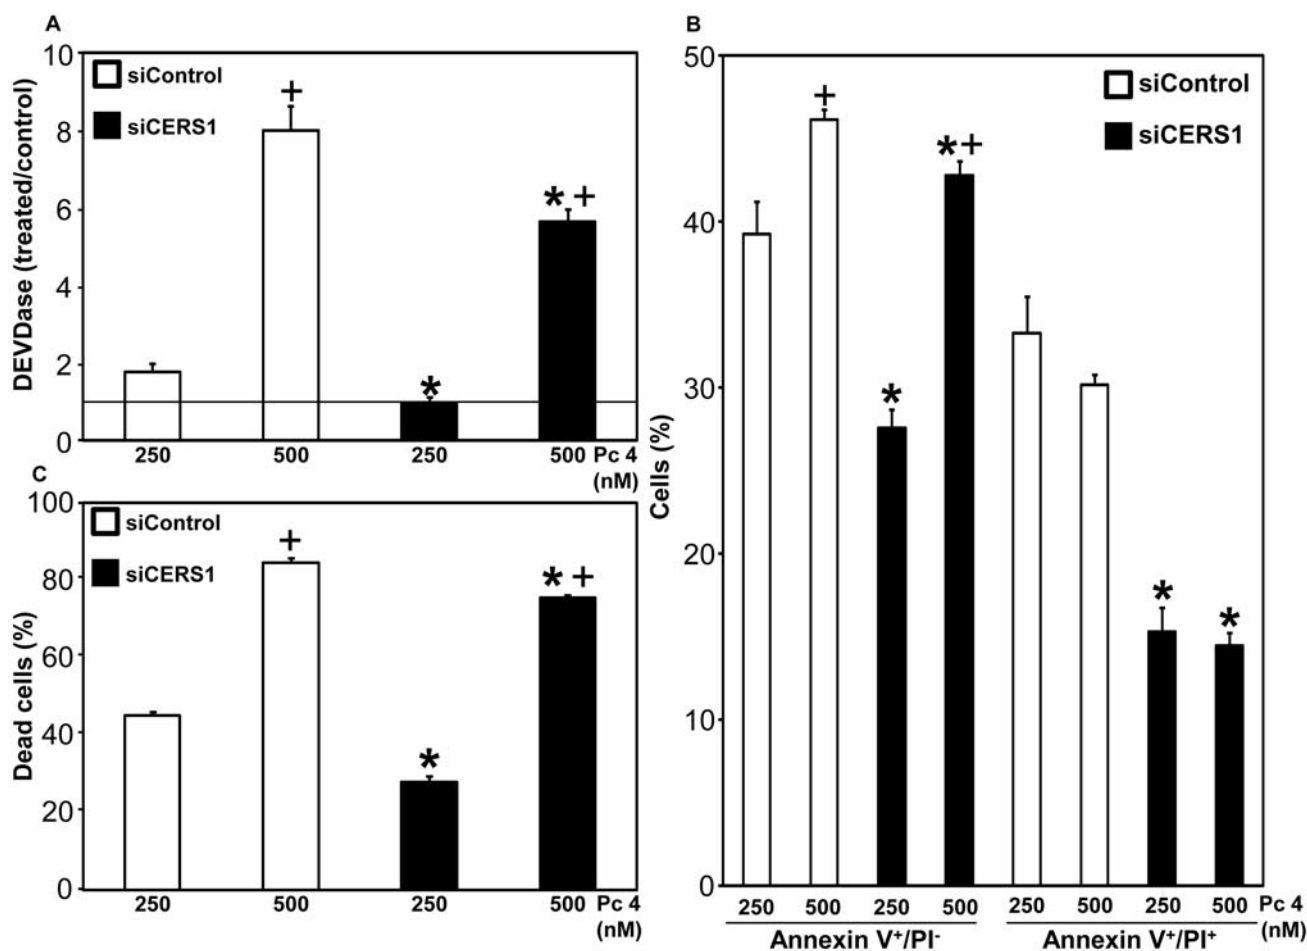 A
DEVDase (treated/control)
10
8
6
4
2
0
siControl
siCERS1
+
*
* +
250 500 250 500 Pc 4
(nM)
C
Dead cells (%)
100
80
60
40
20
0
siControl
siCERS1
+
*
* +
250 500 250 500 Pc 4
(nM)
B
Cells (%)
50
40
30
20
10
0
siControl
siCERS1
+
*
*+
*
*
250 500 250 500 250 500 250 500 Pc 4
(nM)
Annexin V⁺/PI⁻ Annexin V⁺/PI⁺